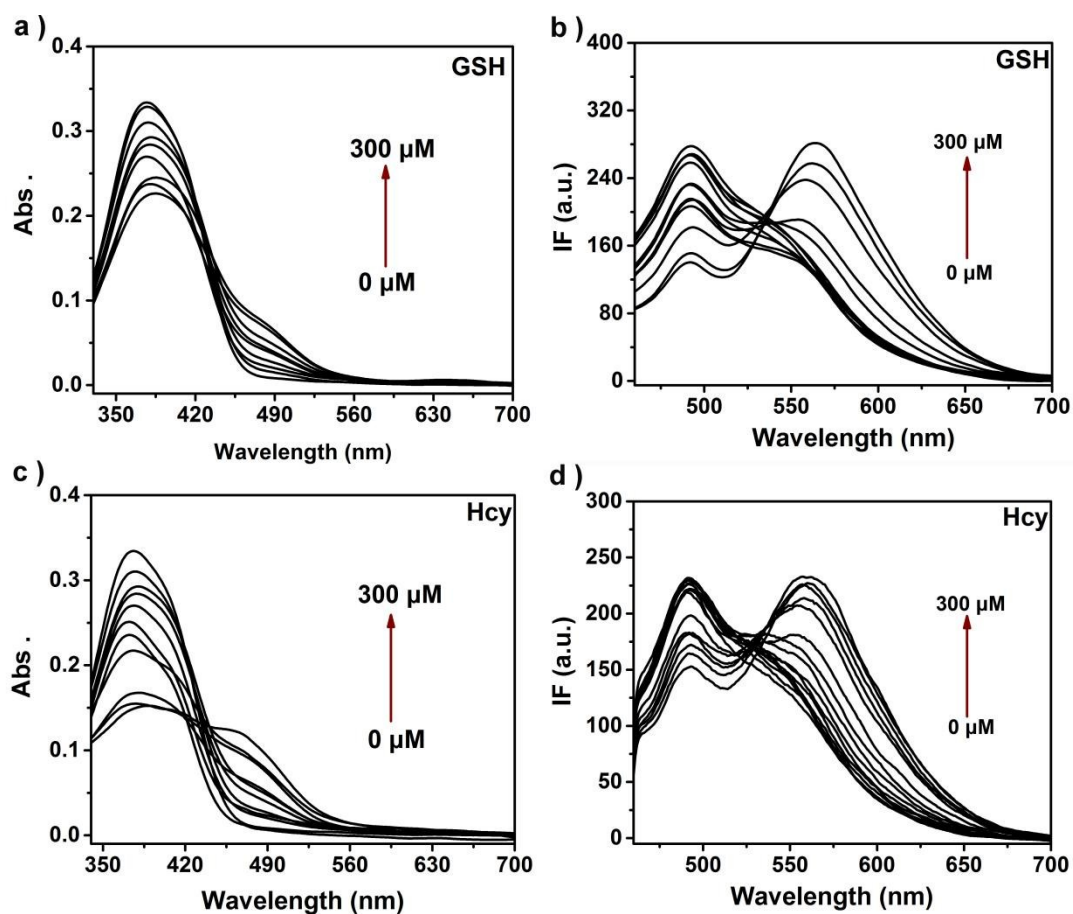 a )
GSH
0.4
0.3
0.2
0.1
0.0
Abs .
300 μM
0 μM
350 420 490 560 630 700
Wavelength (nm)
b )
GSH
400
300
240
160
80
0
IF (a.u.)
300 μM
0 μM
500 550 600 650 700
Wavelength (nm)
c )
Hcy
0.4
0.3
0.2
0.1
0.0
Abs .
300 μM
0 μM
350 420 490 560 630 700
Wavelength (nm)
d )
Hcy
300
250
200
150
100
50
0
IF (a.u.)
300 μM
0 μM
500 550 600 650 700
Wavelength (nm)